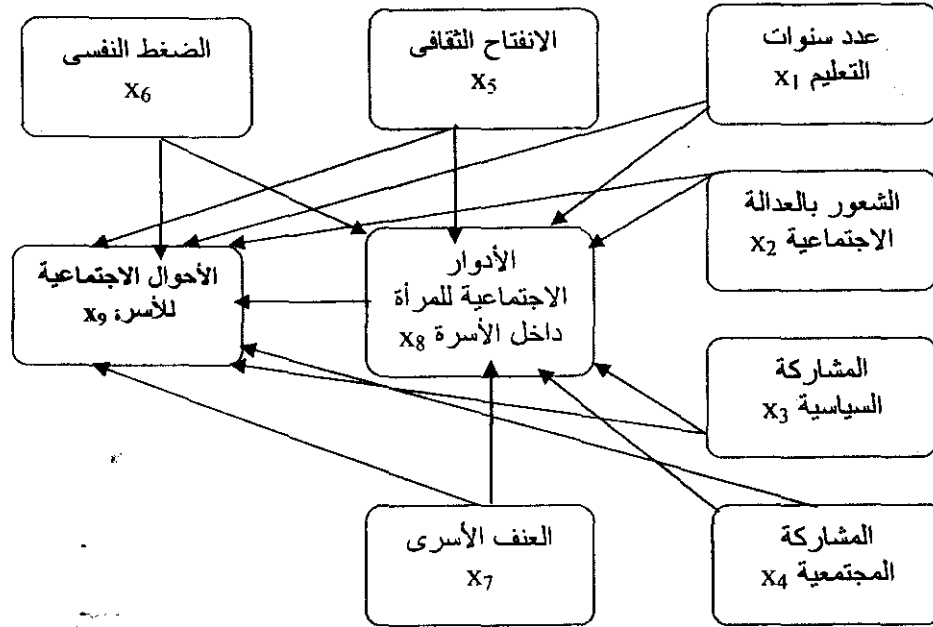 عدد سنوات
التعليم x1
الانفتاح الثقافى
x5
الضغط النفسى
x6
الشعور بالعدالة
الاجتماعية x2
الأدوار
الاجتماعية للمرأة
داخل الأسرة x8
الأحوال الاجتماعية
للأسرة x9
المشاركة
السياسية x3
المشاركة
المجتمعية x4
العنف الأسرى
x7